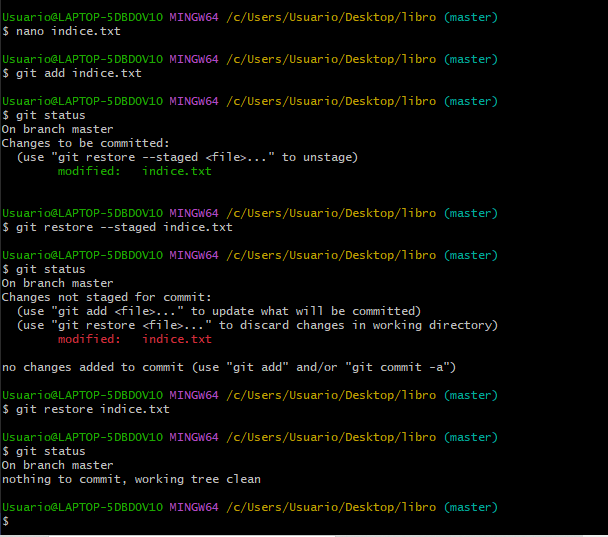 Usuario@LAPTOP-5DBDOV1O MINGW64 /c/Users/Usuario/Desktop/libro (master)
$ nano indice.txt
Usuario@LAPTOP-5DBDOV1O MINGW64 /c/Users/Usuario/Desktop/libro (master)
$ git add indice.txt
Usuario@LAPTOP-5DBDOV1O MINGW64 /c/Users/Usuario/Desktop/libro (master)
$ git status
On branch master
Changes to be committed:
  (use "git restore --staged <file>..." to unstage)
        modified:   indice.txt
Usuario@LAPTOP-5DBDOV1O MINGW64 /c/Users/Usuario/Desktop/libro (master)
$ git restore --staged indice.txt
Usuario@LAPTOP-5DBDOV1O MINGW64 /c/Users/Usuario/Desktop/libro (master)
$ git status
On branch master
Changes not staged for commit:
  (use "git add <file>..." to update what will be committed)
  (use "git restore <file>..." to discard changes in working directory)
        modified:   indice.txt
no changes added to commit (use "git add" and/or "git commit -a")
Usuario@LAPTOP-5DBDOV1O MINGW64 /c/Users/Usuario/Desktop/libro (master)
$ git restore indice.txt
Usuario@LAPTOP-5DBDOV1O MINGW64 /c/Users/Usuario/Desktop/libro (master)
$ git status
On branch master
nothing to commit, working tree clean
Usuario@LAPTOP-5DBDOV1O MINGW64 /c/Users/Usuario/Desktop/libro (master)
$